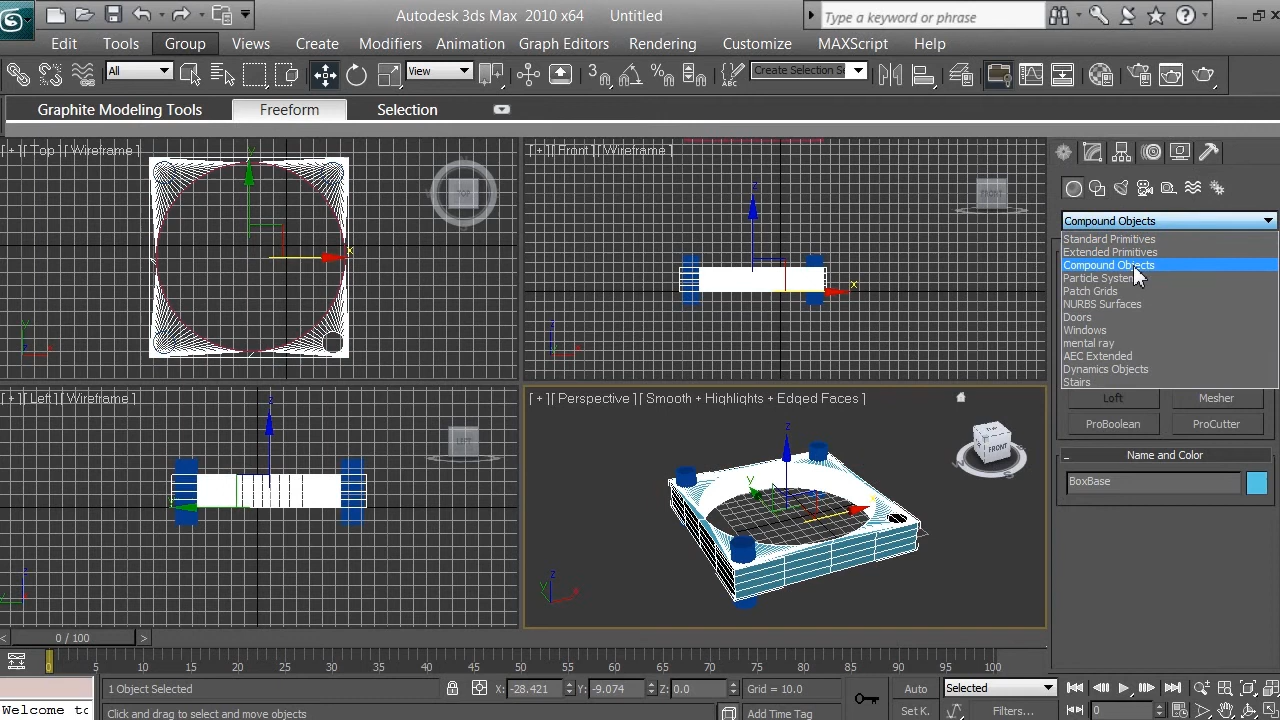 Autodesk 3ds Max 2010 x64 Untitled
Type a keyword or phrase
Edit Tools Group Views Create Modifiers Animation Graph Editors Rendering Customize MAXScript Help
All View Create Selection Se
Graphite Modeling Tools Freeform Selection
[ + ] [ Top ] [ Wireframe ]
[ + ] [ Front ] [ Wireframe ]
TOP
FRONT
Compound Objects
Standard Primitives
Extended Primitives
Compound Objects
Particle Systems
Patch Grids
NURBS Surfaces
Doors
Windows
mental ray
AEC Extended
Dynamics Objects
Stairs
[ + ] [ Left ] [ Wireframe ]
[ + ] [ Perspective ] [ Smooth + Highlights + Edged Faces ]
LEFT
TOP
FRONT
Loft Mesher
ProBoolean ProCutter
- Name and Color
BoxBase
< 0 / 100 >
0 5 10 15 20 25 30 35 40 45 50 55 60 65 70 75 80 85 90 95 100
1 Object Selected X: -28.421 Y: -9.074 Z: 0.0 Grid = 10.0 Auto Selected
Welcome to Click and drag to select and move objects Add Time Tag Set K. Filters... 0